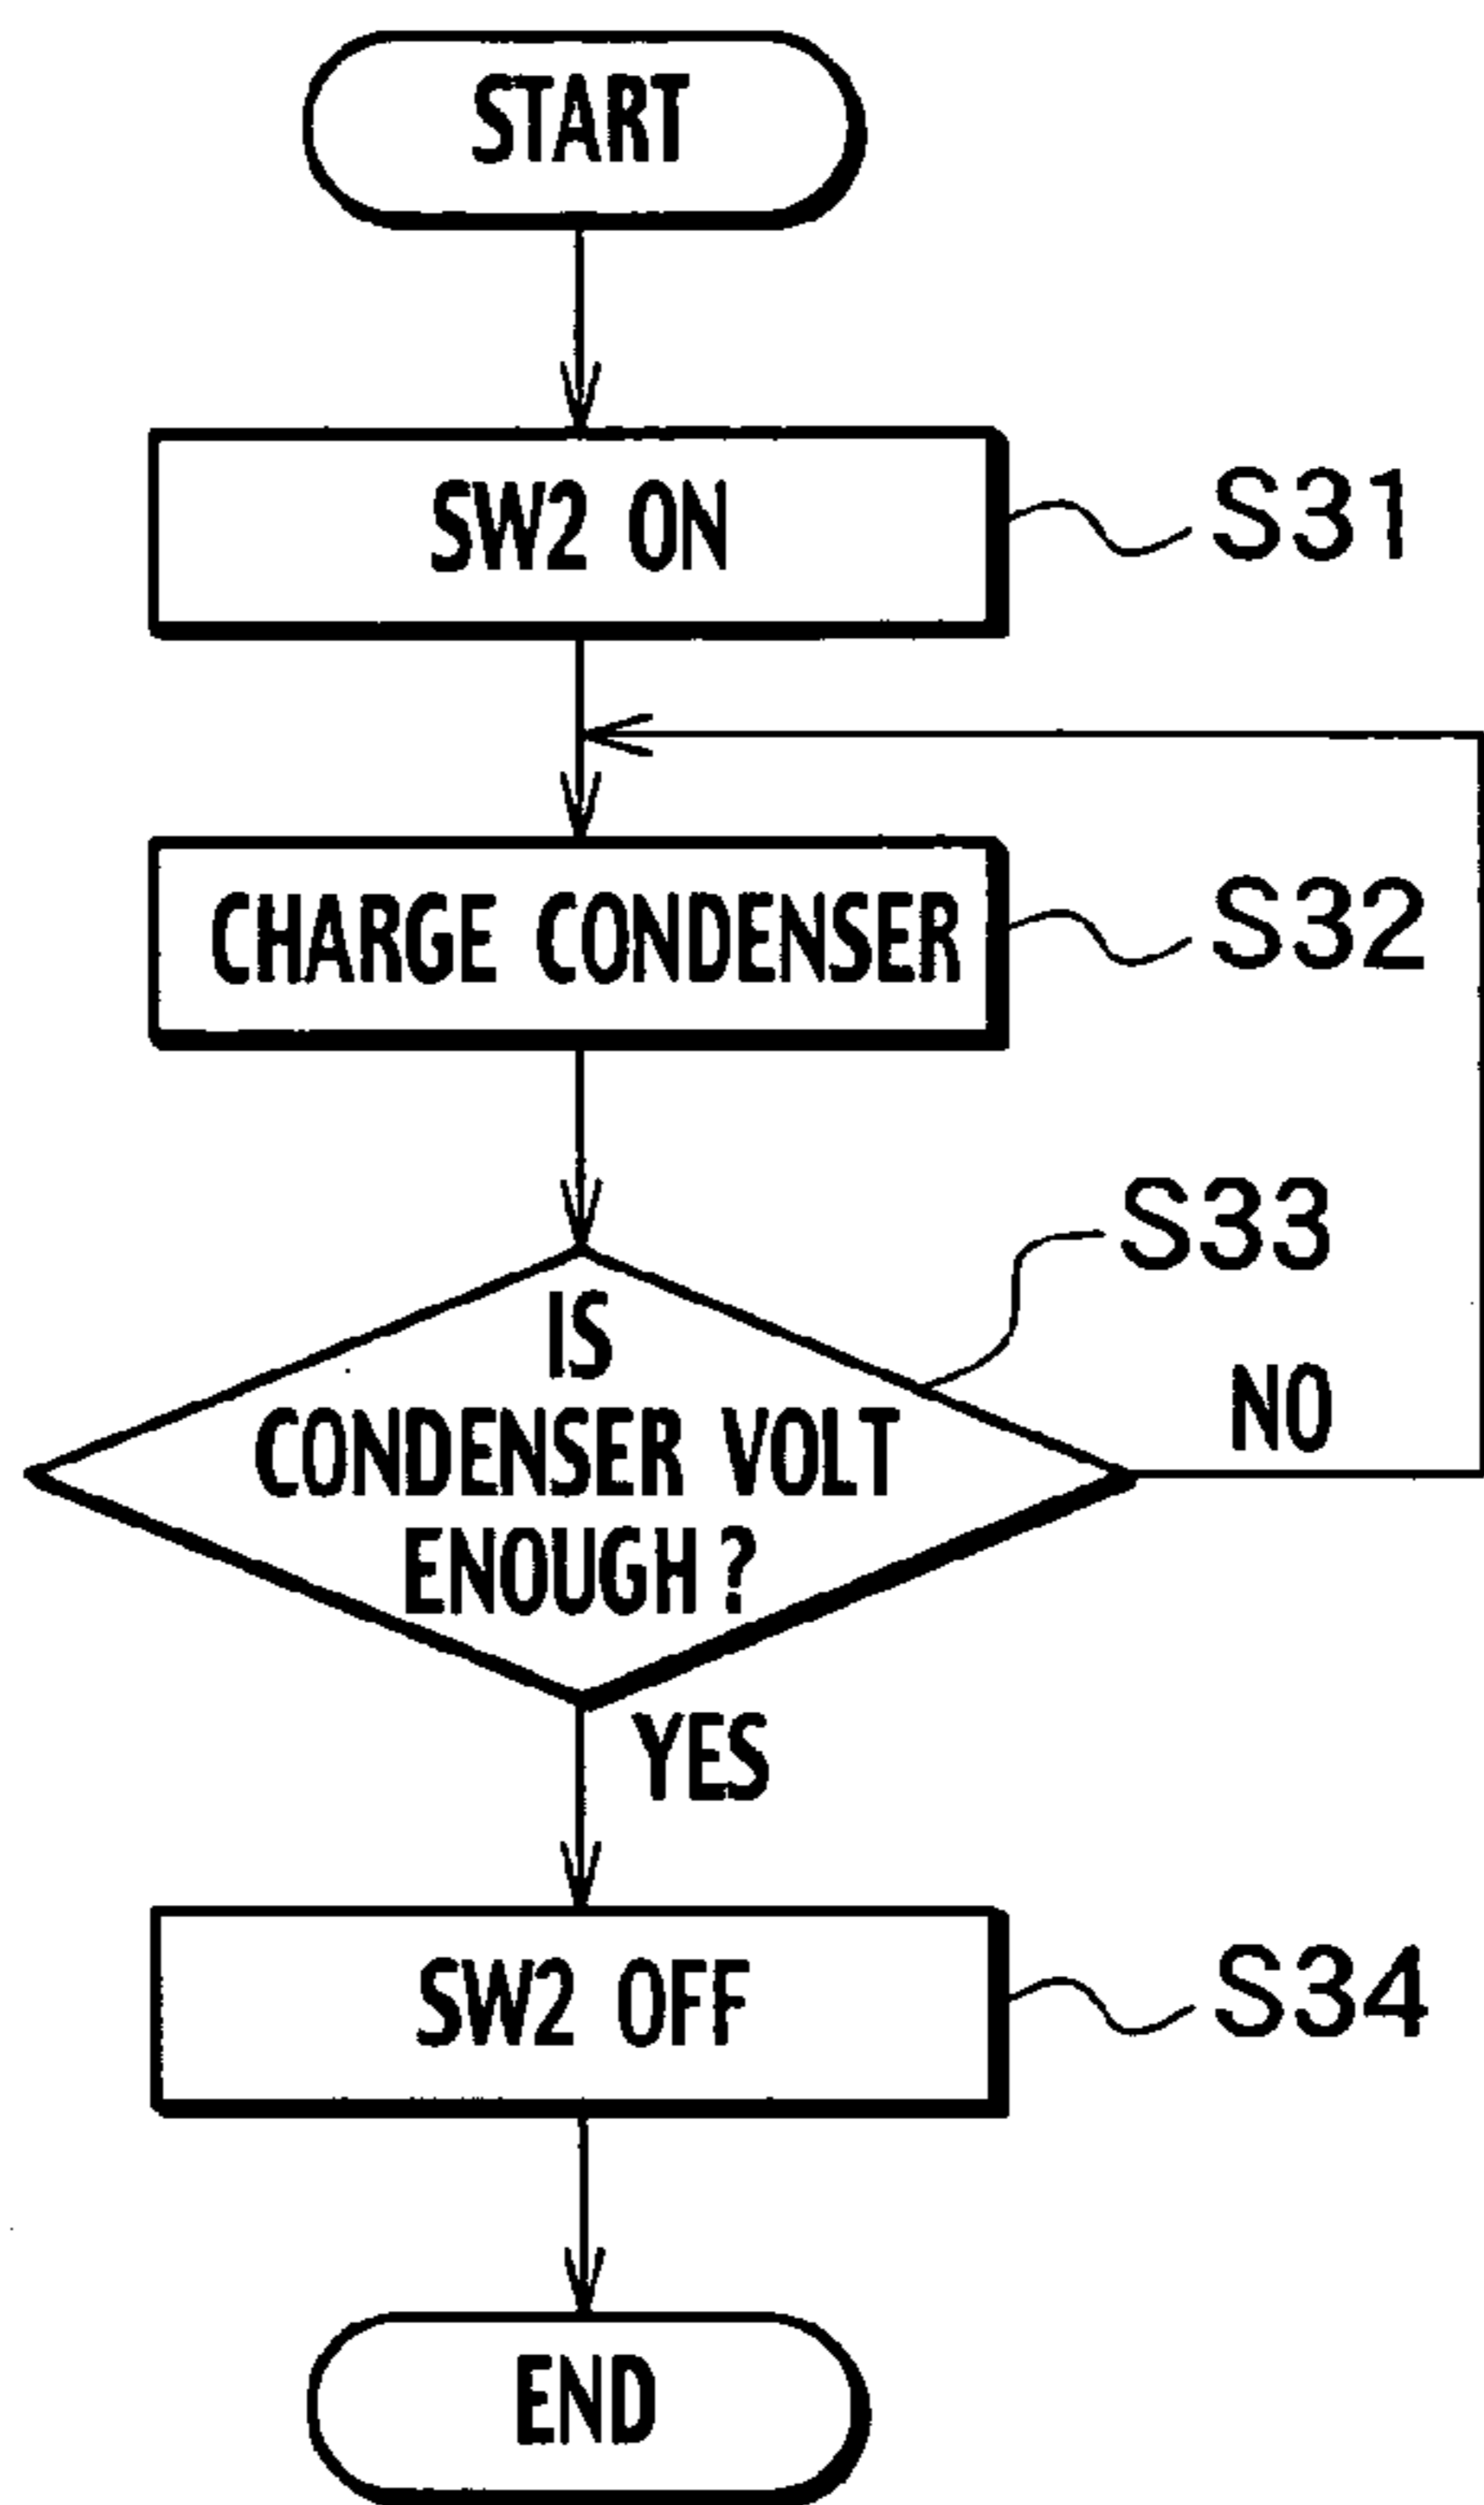 START
SW2 ON
S31
CHARGE CONDENSER
S32
S33
IS
CONDENSER VOLT
ENOUGH?
NO
YES
SW2 OFF
S34
END